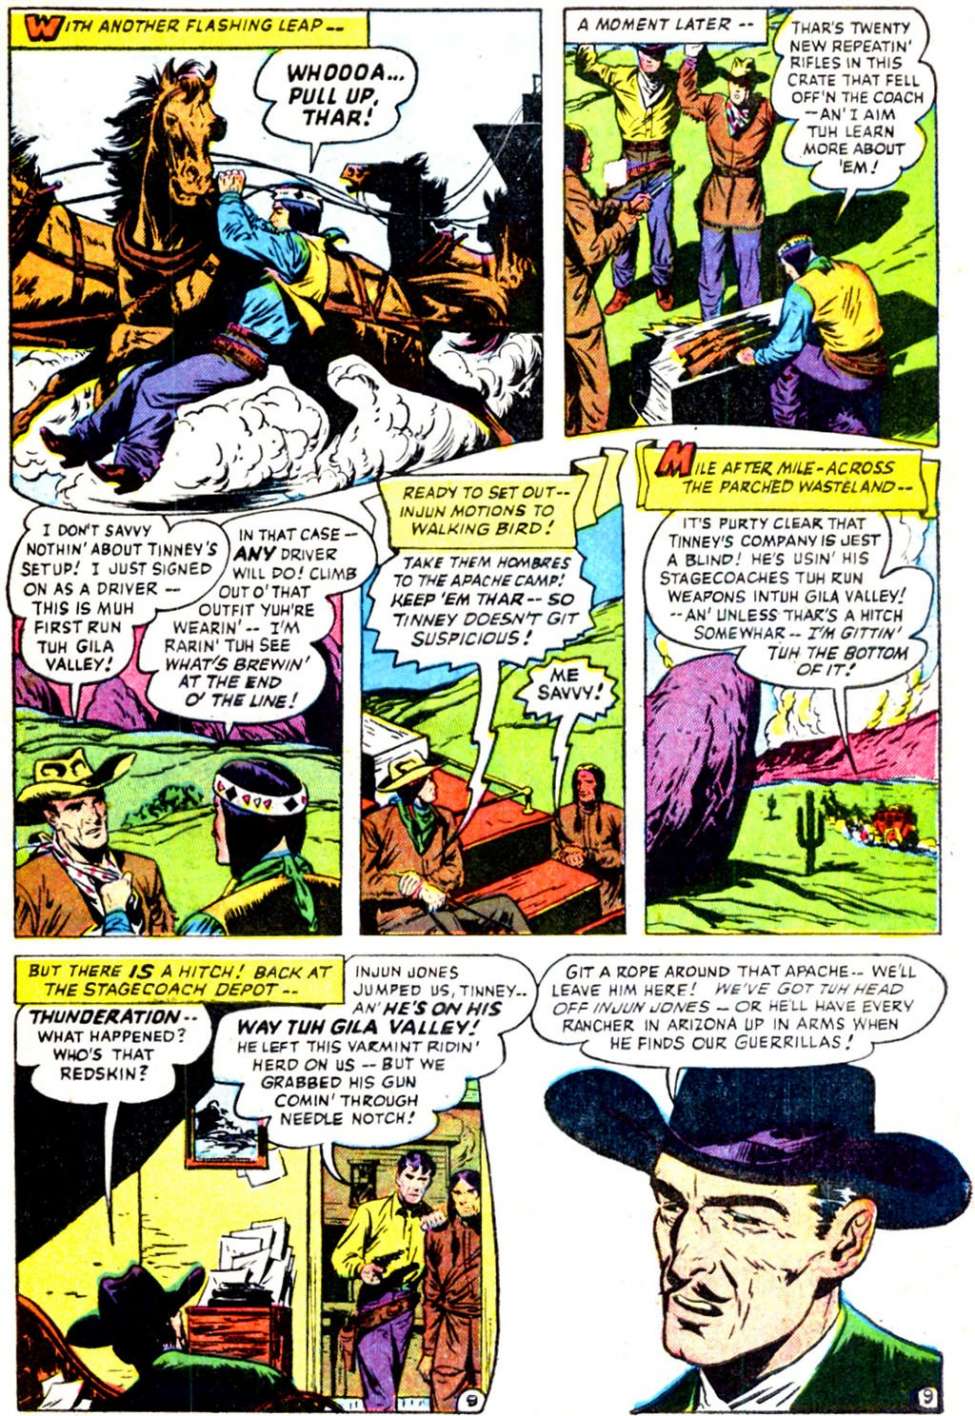 WITH ANOTHER FLASHING LEAP--
WHOOOA...
PULL UP,
THAR!
A MOMENT LATER --
THAR'S TWENTY
NEW REPEATIN'
RIFLES IN THIS
CRATE THAT FELL
OFF'N THE COACH
--AN' I AIM
TUH LEARN
MORE ABOUT
'EM!
I DON'T SAVVY
NOTHIN' ABOUT TINNEY'S
SETUP! I JUST SIGNED
ON AS A DRIVER --
THIS IS MUH
FIRST RUN
TUH GILA
VALLEY!
IN THAT CASE --
ANY DRIVER
WILL DO! CLIMB
OUT O' THAT
OUTFIT YUH'RE
WEARIN' -- I'M
RARIN' TUH SEE
WHAT'S BREWIN'
AT THE END
O' THE LINE!
READY TO SET OUT--
INJUN MOTIONS TO
WALKING BIRD!
TAKE THEM HOMBRES
TO THE APACHE CAMP!
KEEP 'EM THAR -- SO
TINNEY DOESN'T GIT
SUSPICIOUS!
ME
SAVVY!
MILE AFTER MILE-ACROSS
THE PARCHED WASTELAND--
IT'S PURTY CLEAR THAT
TINNEY'S COMPANY IS JEST
A BLIND! HE'S USIN' HIS
STAGECOACHES TUH RUN
WEAPONS INTUH GILA VALLEY!
--AN' UNLESS THAR'S A HITCH
SOMEWHAR -- I'M GITTIN'
TUH THE BOTTOM
OF IT!
BUT THERE IS A HITCH! BACK AT
THE STAGECOACH DEPOT--
THUNDERATION--
WHAT HAPPENED?
WHO'S THAT
REDSKIN?
INJUN JONES
JUMPED US, TINNEY--
AN' HE'S ON HIS
WAY TUH GILA VALLEY!
HE LEFT THIS VARMINT RIDIN'
HERD ON US -- BUT WE
GRABBED HIS GUN
COMIN' THROUGH
NEEDLE NOTCH!
9
GIT A ROPE AROUND THAT APACHE-- WE'LL
LEAVE HIM HERE! WE'VE GOT TUH HEAD
OFF INJUN JONES -- OR HE'LL HAVE EVERY
RANCHER IN ARIZONA UP IN ARMS WHEN
HE FINDS OUR GUERRILLAS!
9